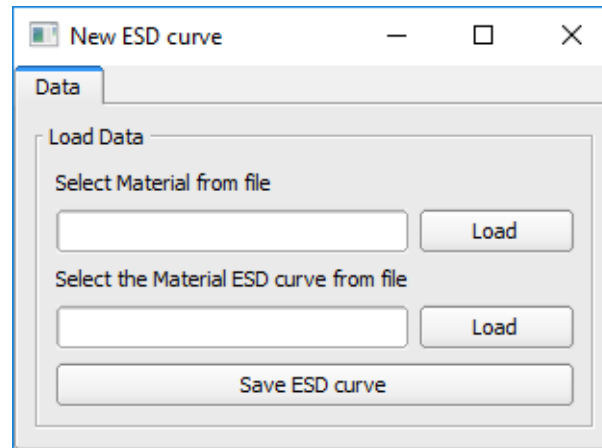 New ESD curve
Data
Load Data
Select Material from file
Load
Select the Material ESD curve from file
Load
Save ESD curve